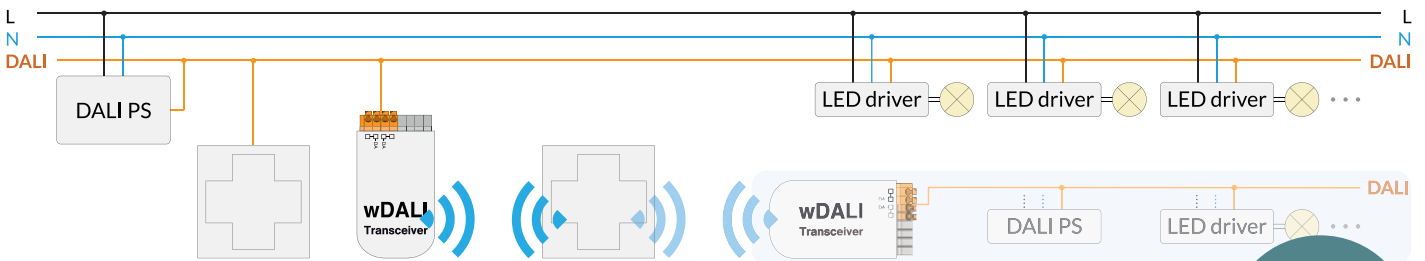 L
L
N
N
DALI
DALI
DALI PS
LED driver
LED driver
LED driver
wDALI
Transceiver
wDALI
Transceiver
DALI
DALI PS
LED driver